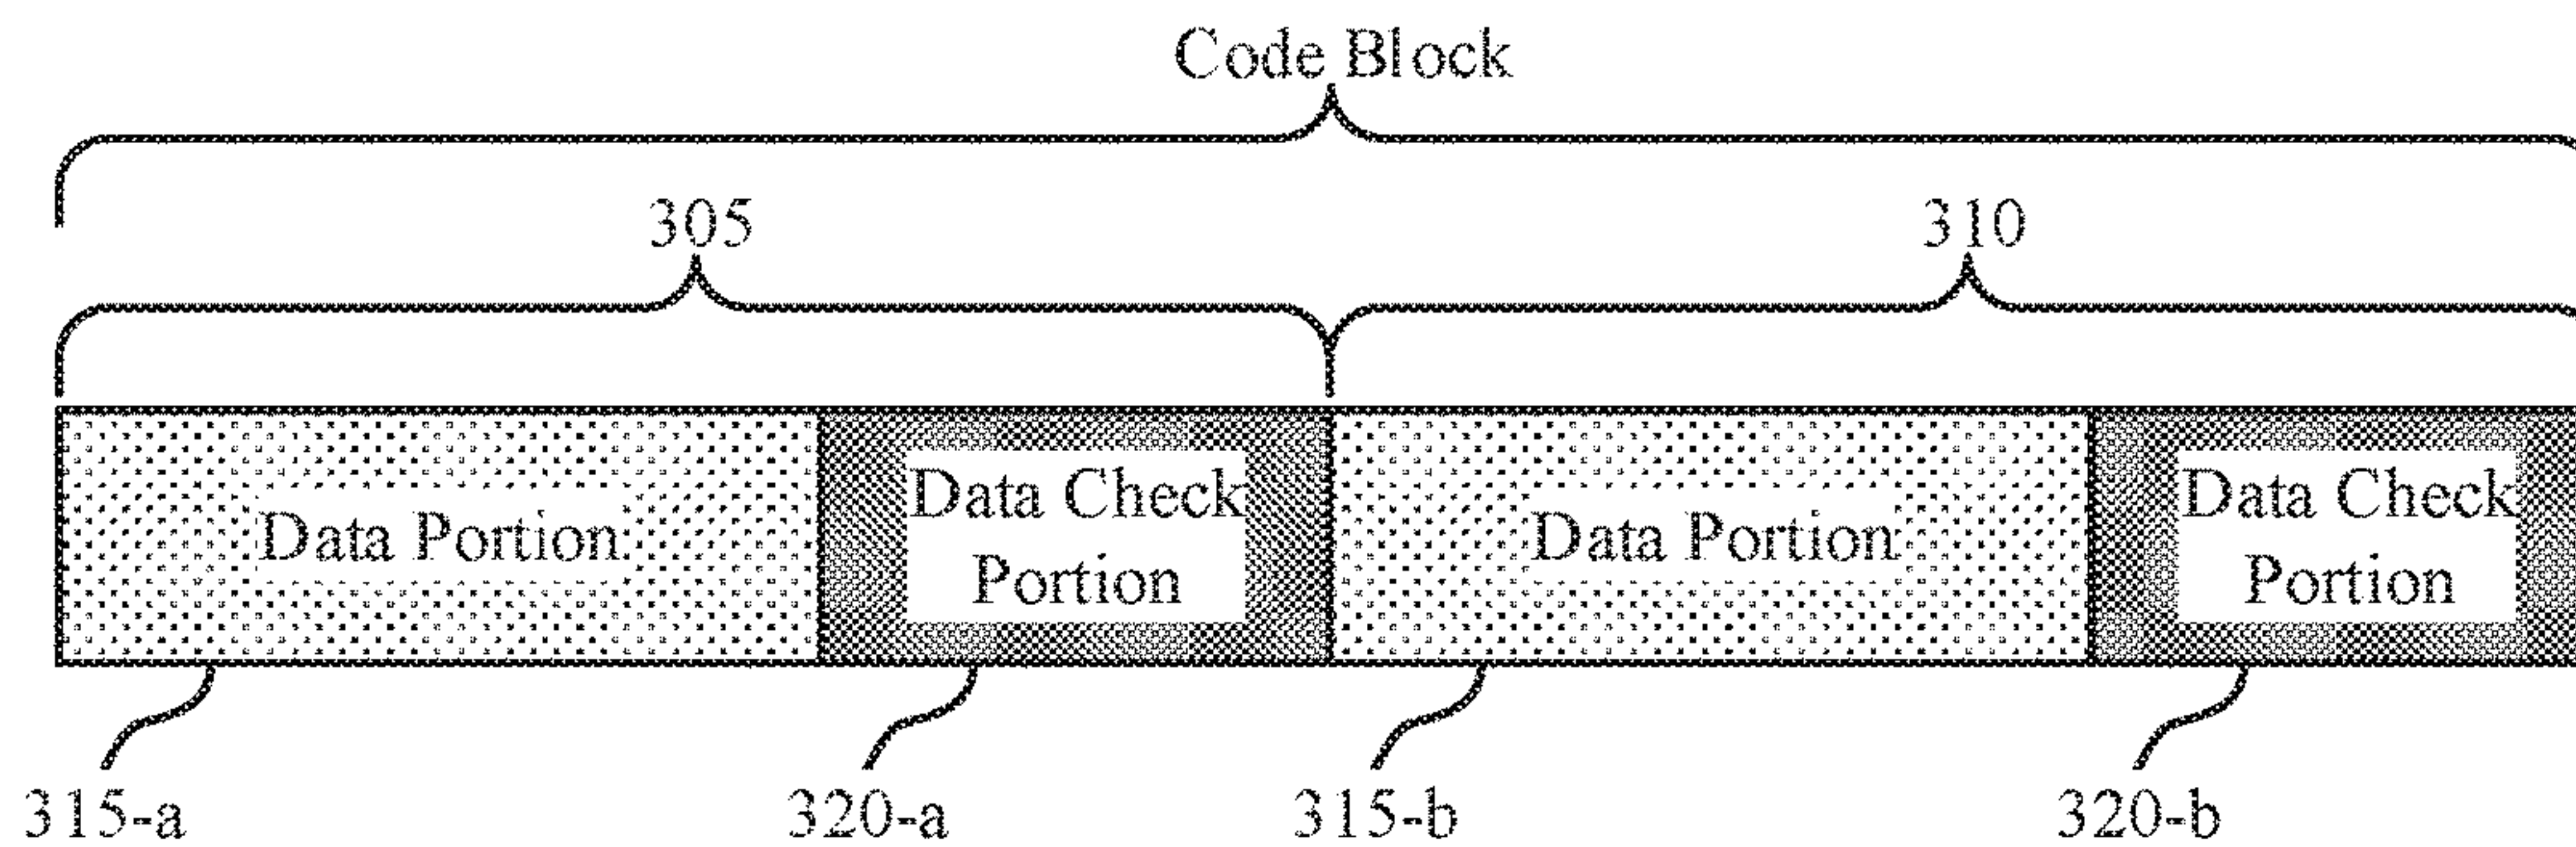 Code Block
305
310
Data Portion
Data Check
Portion
Data Portion
Data Check
Portion
315-a
320-a
315-b
320-b